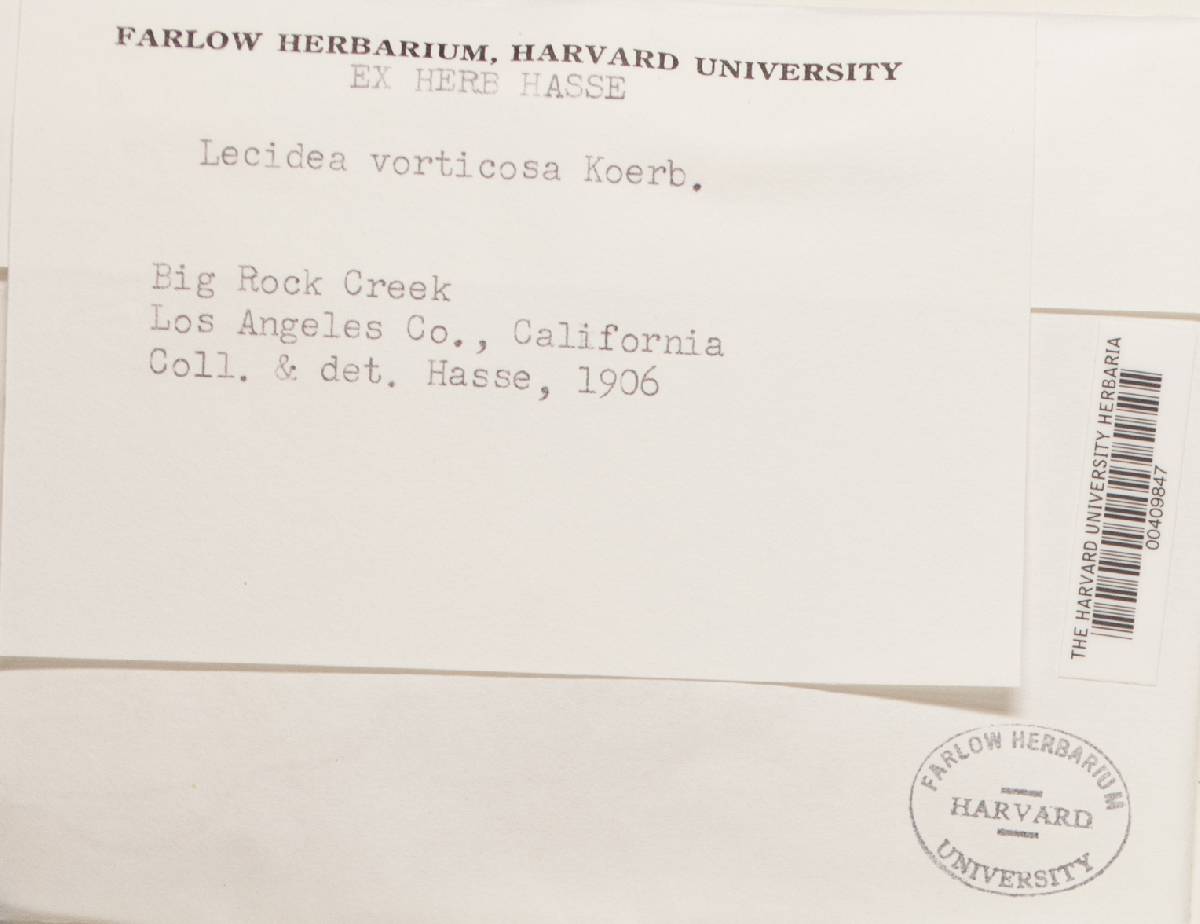 FARLOW HERBARIUM, HARVARD UNIVERSITY
EX HERB HASSE
Lecidea vorticosa Koerb.
Big Rock Creek
Los Angeles Co., California
Coll. & det. Hasse, 1906
THE HARVARD UNIVERSITY HERBARIA
00409847
FARLOW HERBARIUM
HARVARD
UNIVERSITY